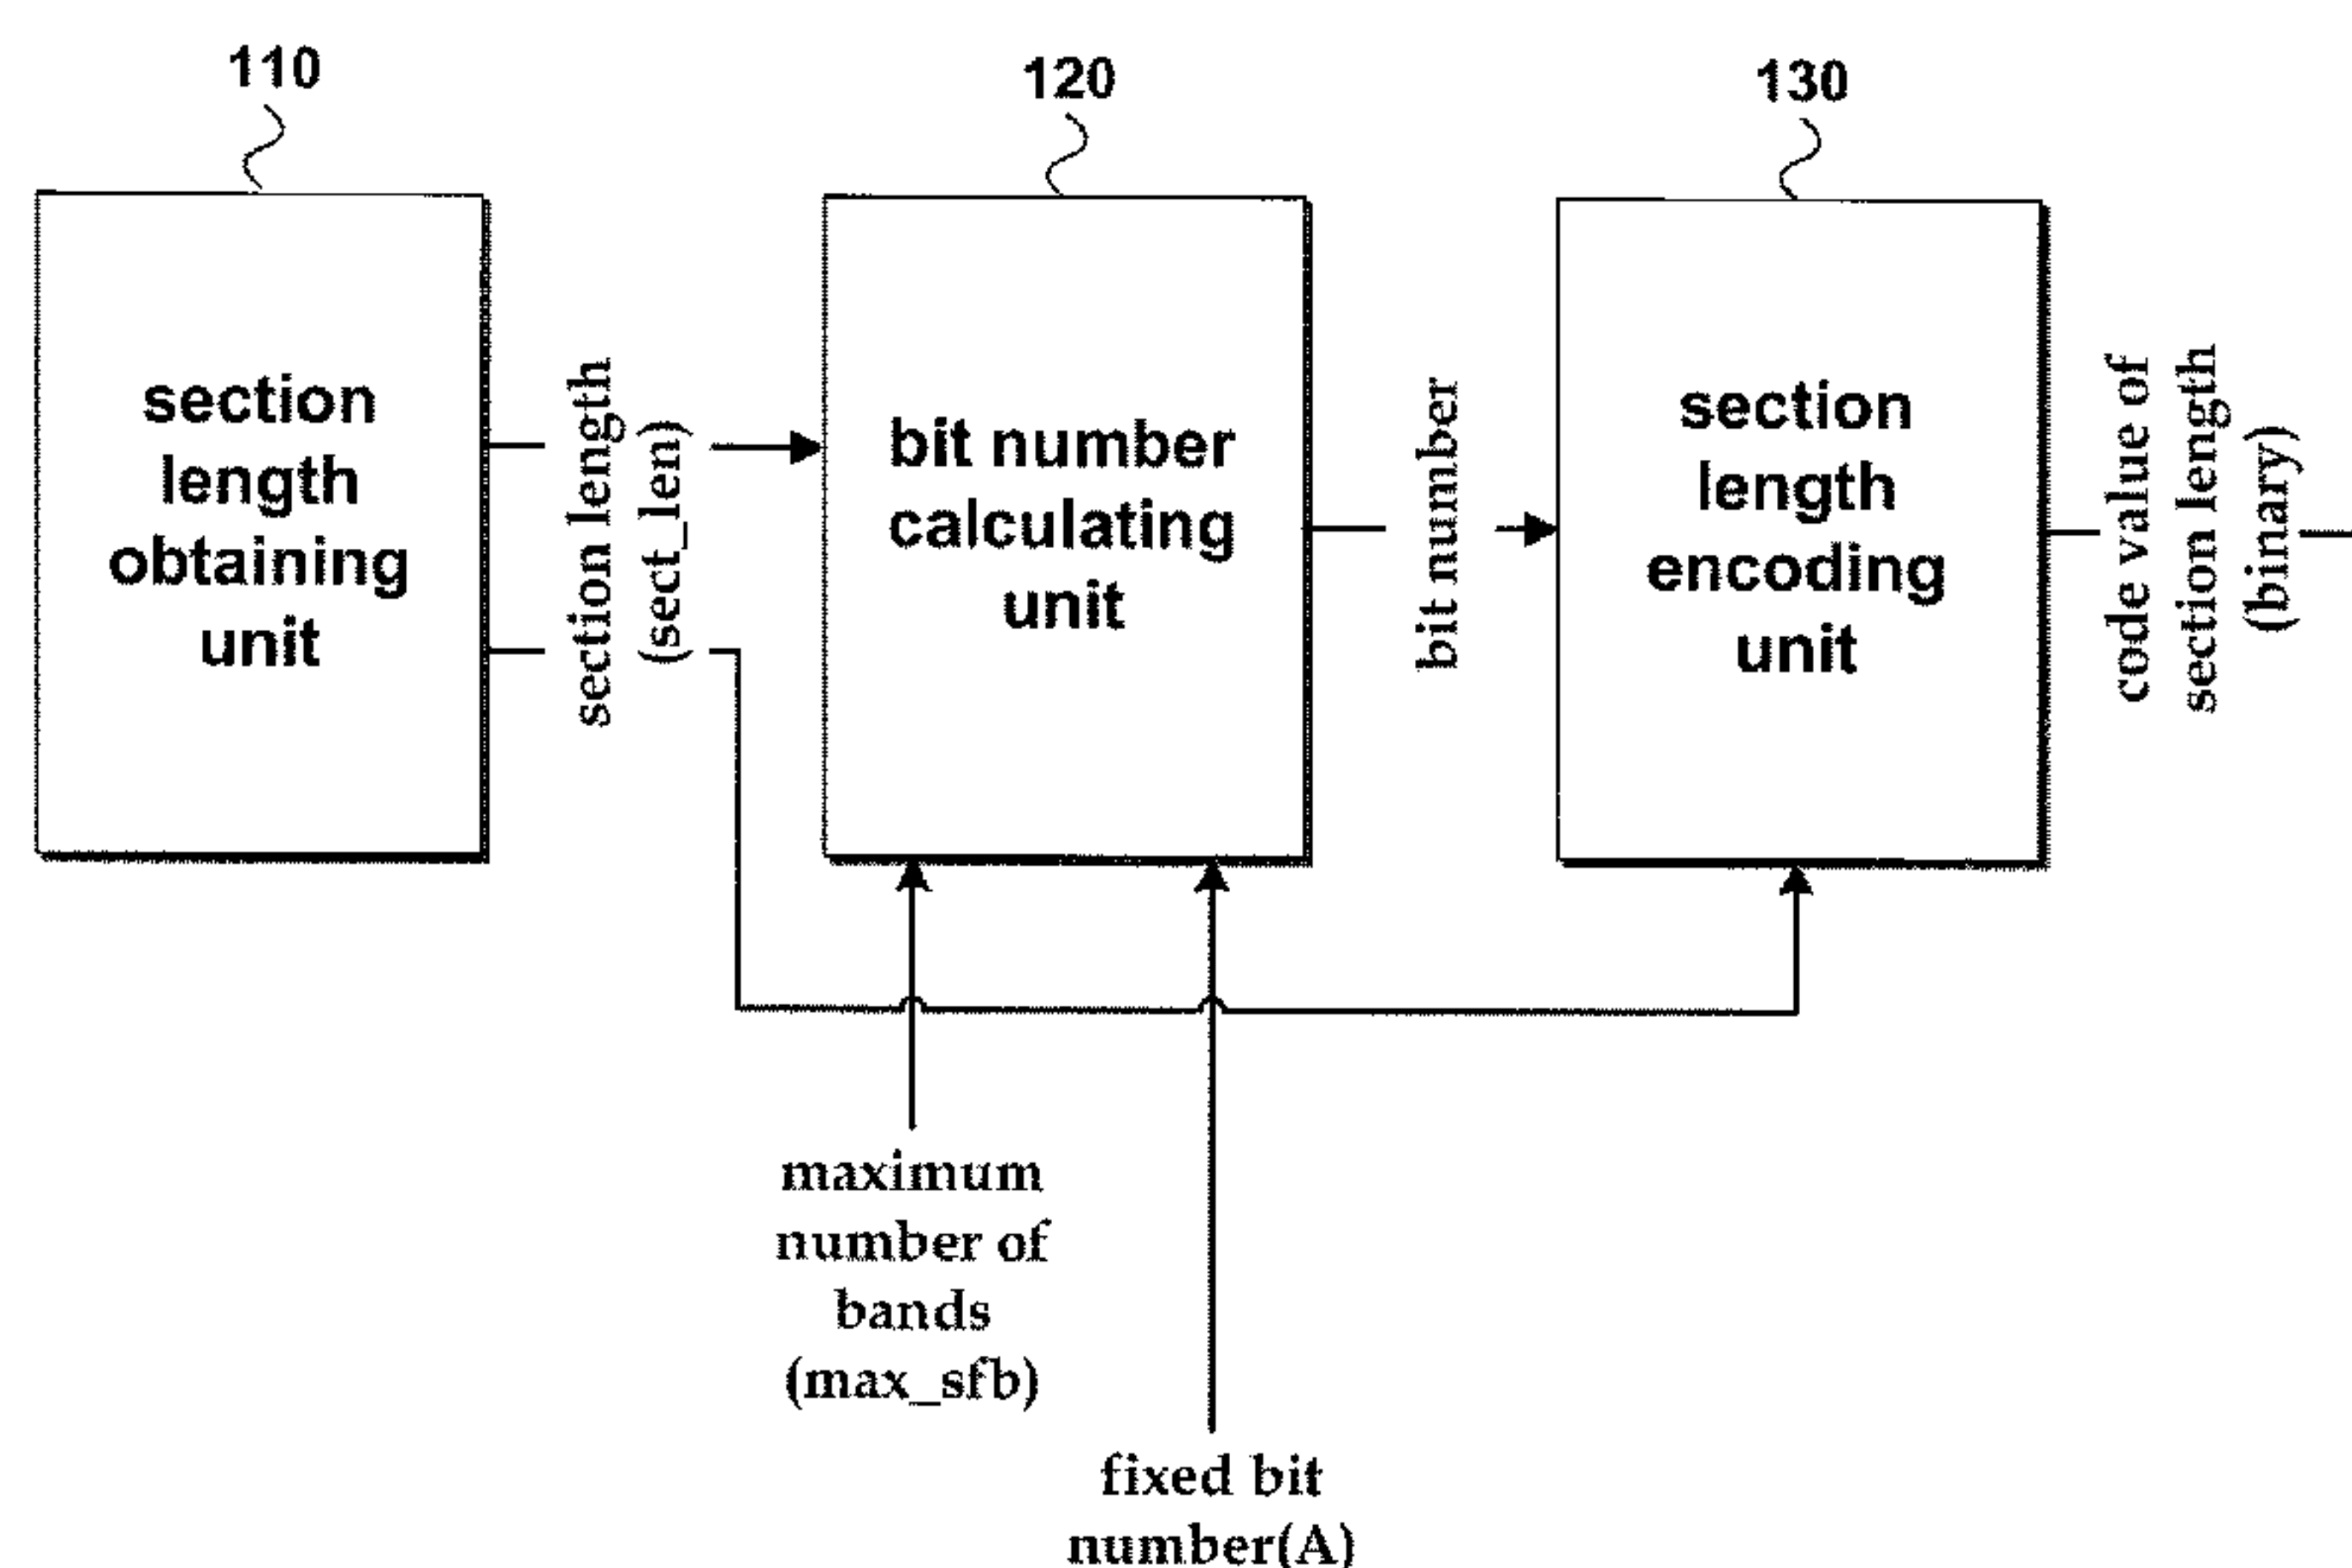 110
120
130
section
length
obtaining
unit
section length
(sect_len)
bit number
calculating
unit
bit number
section
length
encoding
unit
code value of
section length
(binary)
maximum
number of
bands
(max_sfb)
fixed bit
number(A)